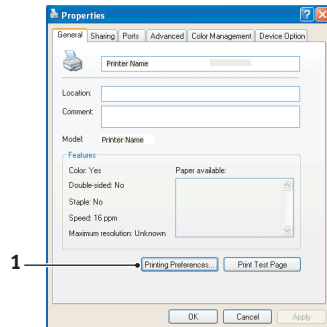 Properties
General Sharing Ports Advanced Color Management Device Option
Printer Name
Location:
Comment:
Model: Printer Name
Features
Color: Yes Paper available:
Double-sided: No
Staple: No
Speed: 16 ppm
Maximum resolution: Unknown
1
Printing Preferences... Print Test Page
OK Cancel Apply